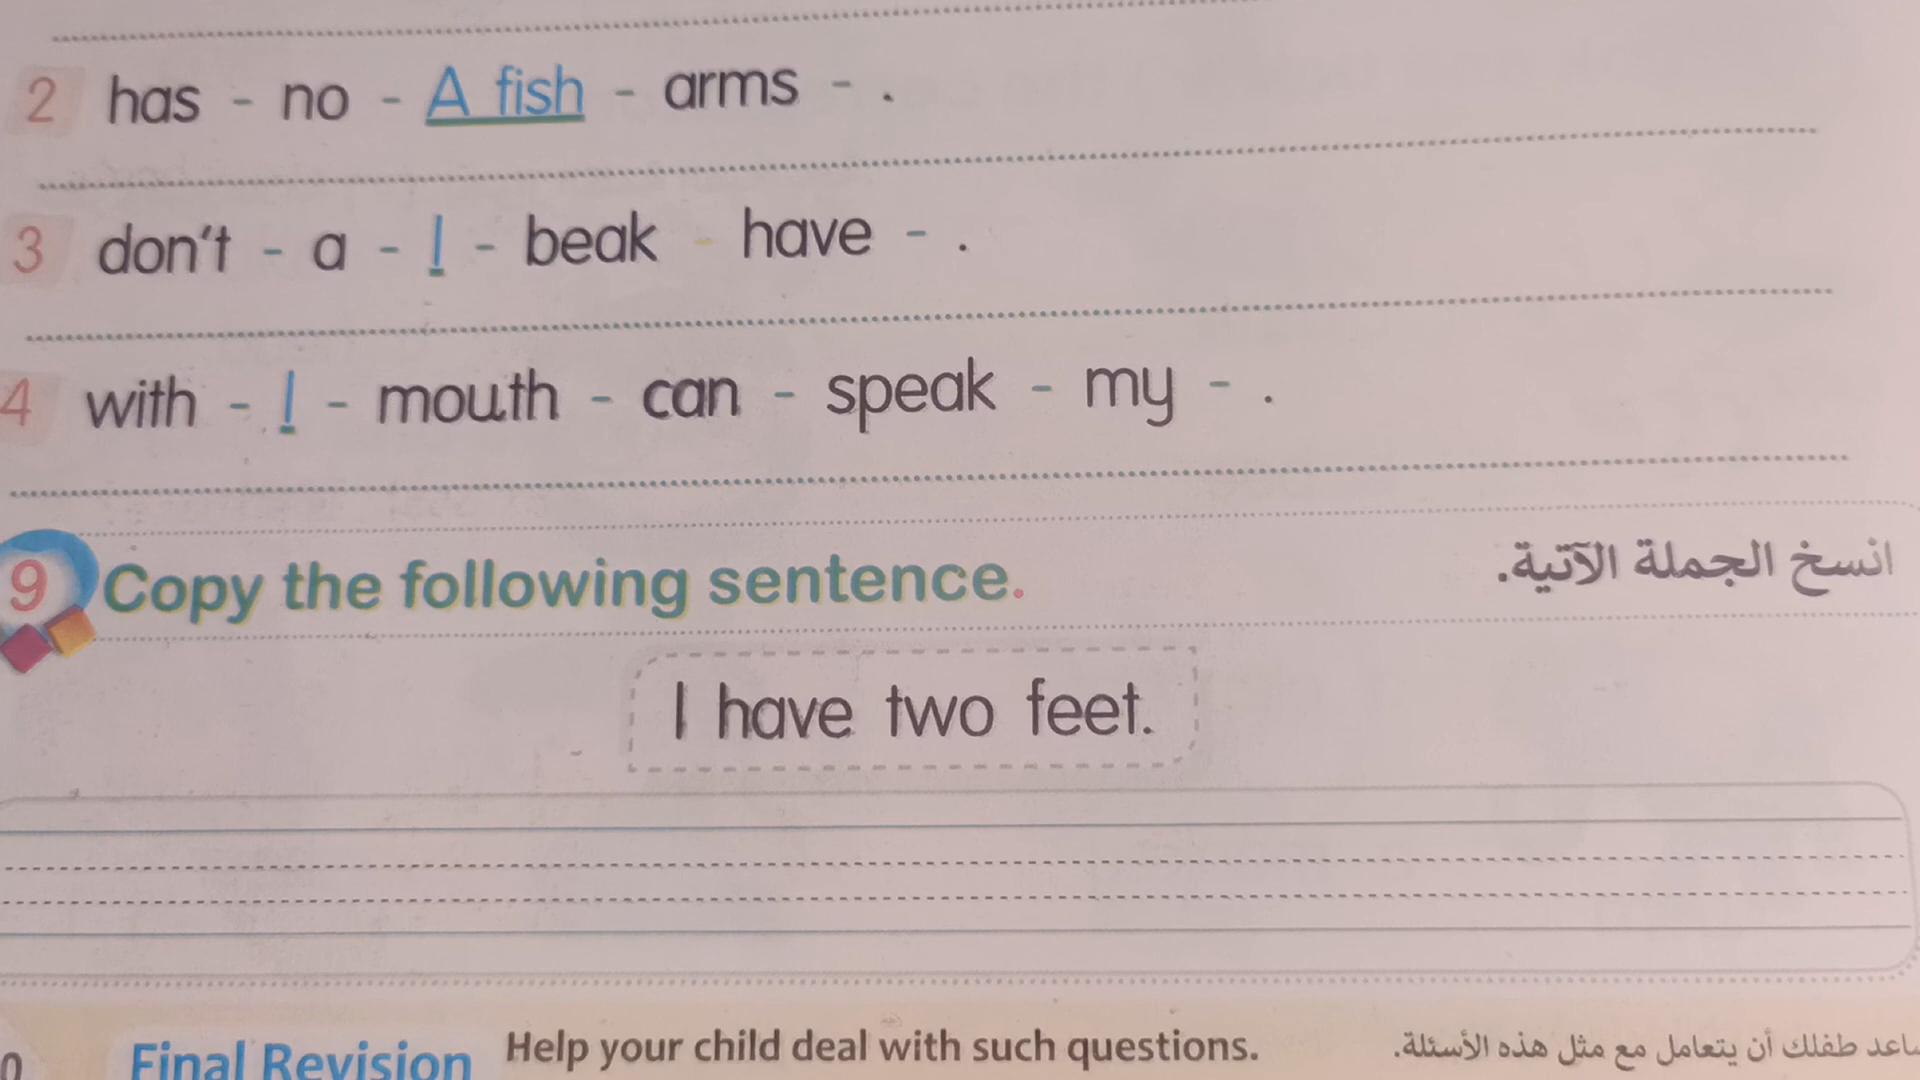 2 has - no - A fish - arms - .
3 don't - a - I - beak - have - .
4 with - I - mouth - can - speak - my - .
9 Copy the following sentence. انسخ الجملة الآتية.
I have two feet.
Final Revision Help your child deal with such questions. طفلك أن يتعامل مع مثل هذه الأسئلة.